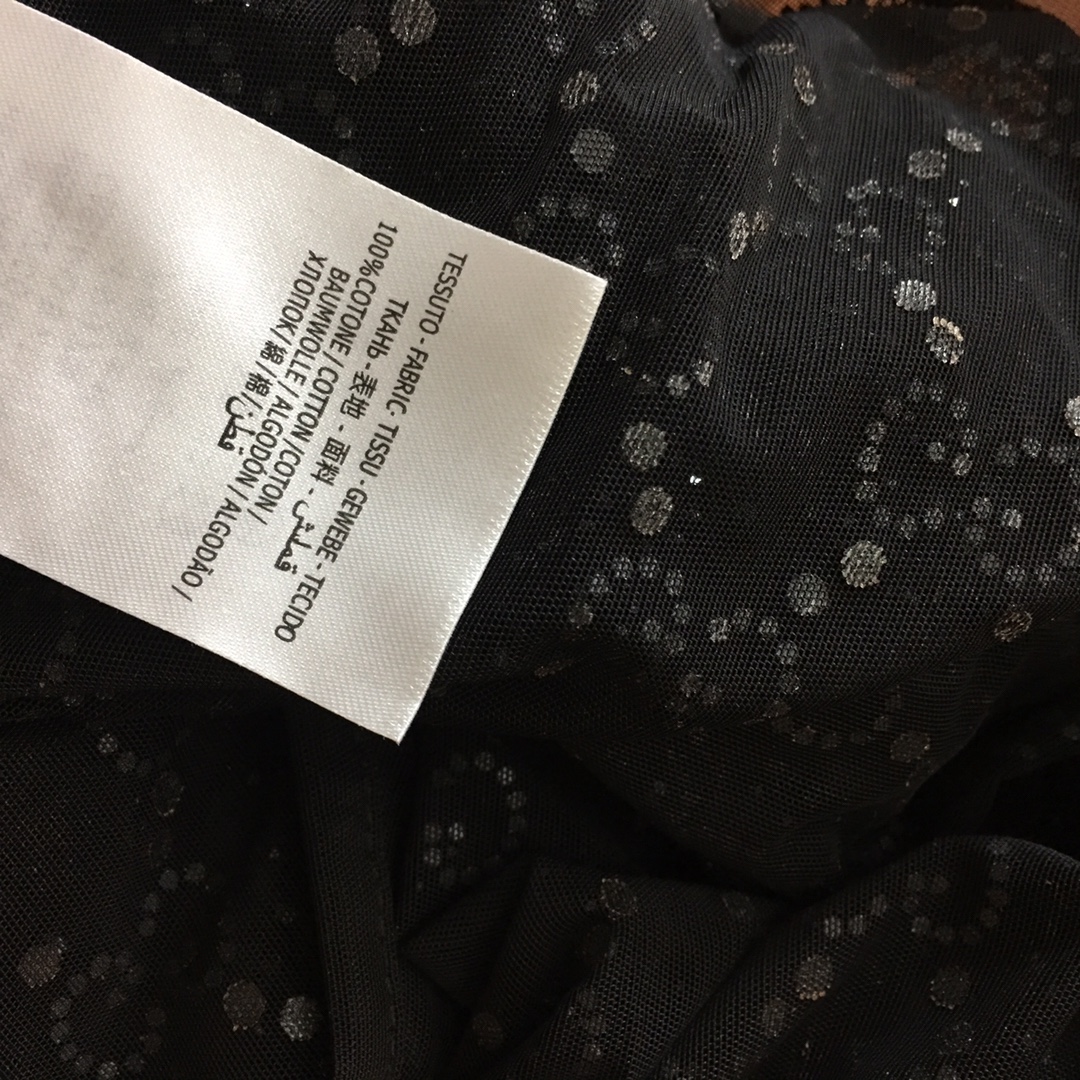 TESSUTO - FABRIC- TISSU - GEWEBE - TECIDO
ТКАНЬ - 表地 - 面料 - قماش
100%COTONE / COTTON /COTON /
BAUMWOLLE / ALGODÓN / ALGODÃO /
ХЛОПОК / 綿 / 棉 / قطن